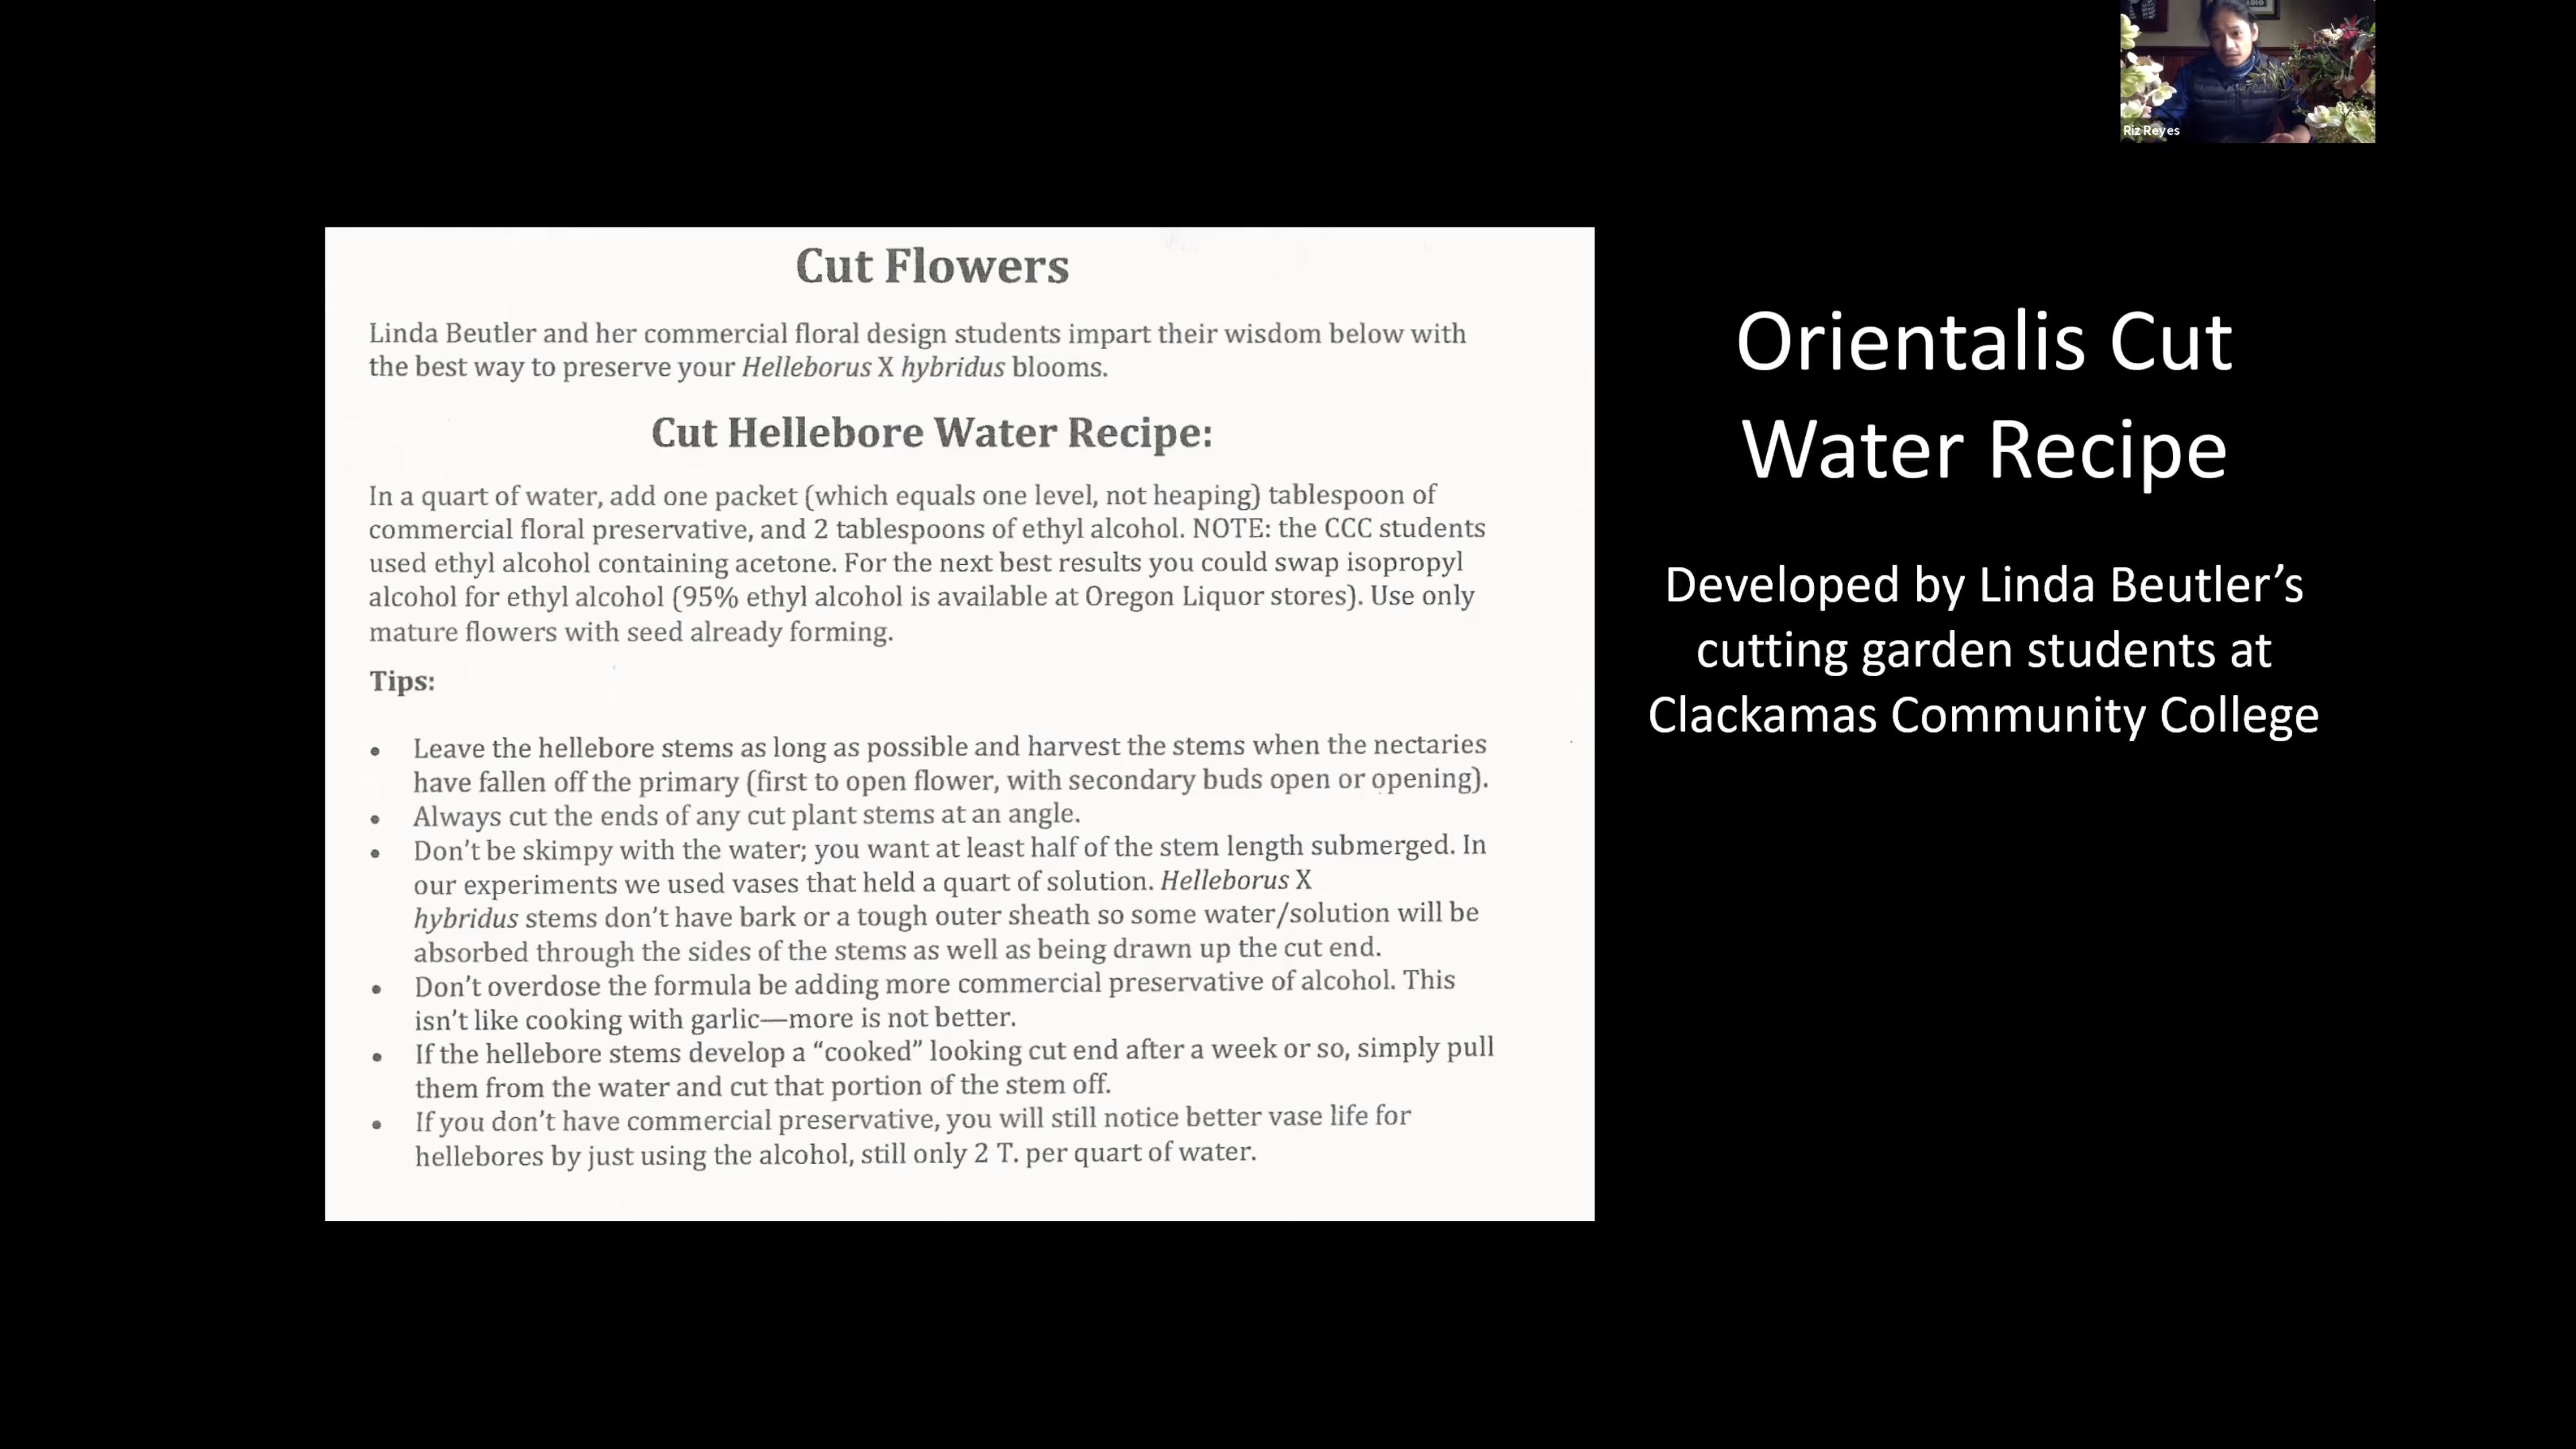 Riz Reyes
Cut Flowers
Linda Beutler and her commercial floral design students impart their wisdom below with
the best way to preserve your Helleborus X hybridus blooms.
Cut Hellebore Water Recipe:
In a quart of water, add one packet (which equals one level, not heaping) tablespoon of
commercial floral preservative, and 2 tablespoons of ethyl alcohol. NOTE: the CCC students
used ethyl alcohol containing acetone. For the next best results you could swap isopropyl
alcohol for ethyl alcohol (95% ethyl alcohol is available at Oregon Liquor stores). Use only
mature flowers with seed already forming.
Tips:
• Leave the hellebore stems as long as possible and harvest the stems when the nectaries
have fallen off the primary (first to open flower, with secondary buds open or opening).
• Always cut the ends of any cut plant stems at an angle.
• Don't be skimpy with the water; you want at least half of the stem length submerged. In
our experiments we used vases that held a quart of solution. Helleborus X
hybridus stems don't have bark or a tough outer sheath so some water/solution will be
absorbed through the sides of the stems as well as being drawn up the cut end.
• Don't overdose the formula be adding more commercial preservative of alcohol. This
isn't like cooking with garlic—more is not better.
• If the hellebore stems develop a “cooked” looking cut end after a week or so, simply pull
them from the water and cut that portion of the stem off.
• If you don't have commercial preservative, you will still notice better vase life for
hellebores by just using the alcohol, still only 2 T. per quart of water.
Orientalis Cut
Water Recipe
Developed by Linda Beutler’s
cutting garden students at
Clackamas Community College